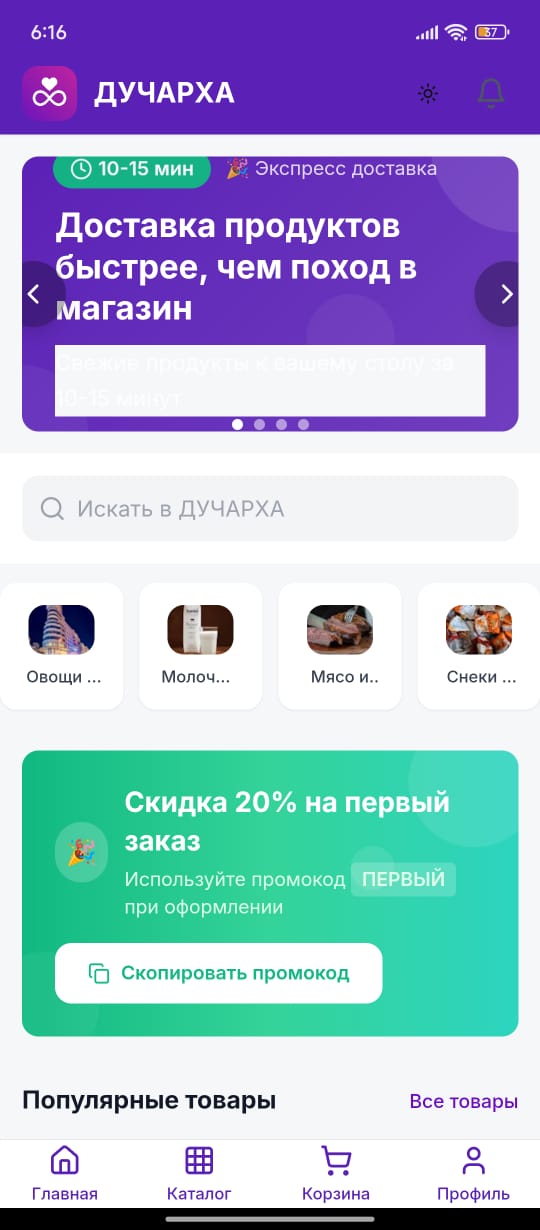 6:16
37
ДУЧАРХА
10-15 мин
🎉 Экспресс доставка
Доставка продуктов
быстрее, чем поход в
магазин
Свежие продукты к вашему столу за
10-15 минут
Искать в ДУЧАРХА
Овощи ...
Молоч...
Мясо и..
Снеки ...
Скидка 20% на первый
заказ
Используйте промокод ПЕРВЫЙ
при оформлении
Скопировать промокод
Популярные товары
Все товары
Главная
Каталог
Корзина
Профиль